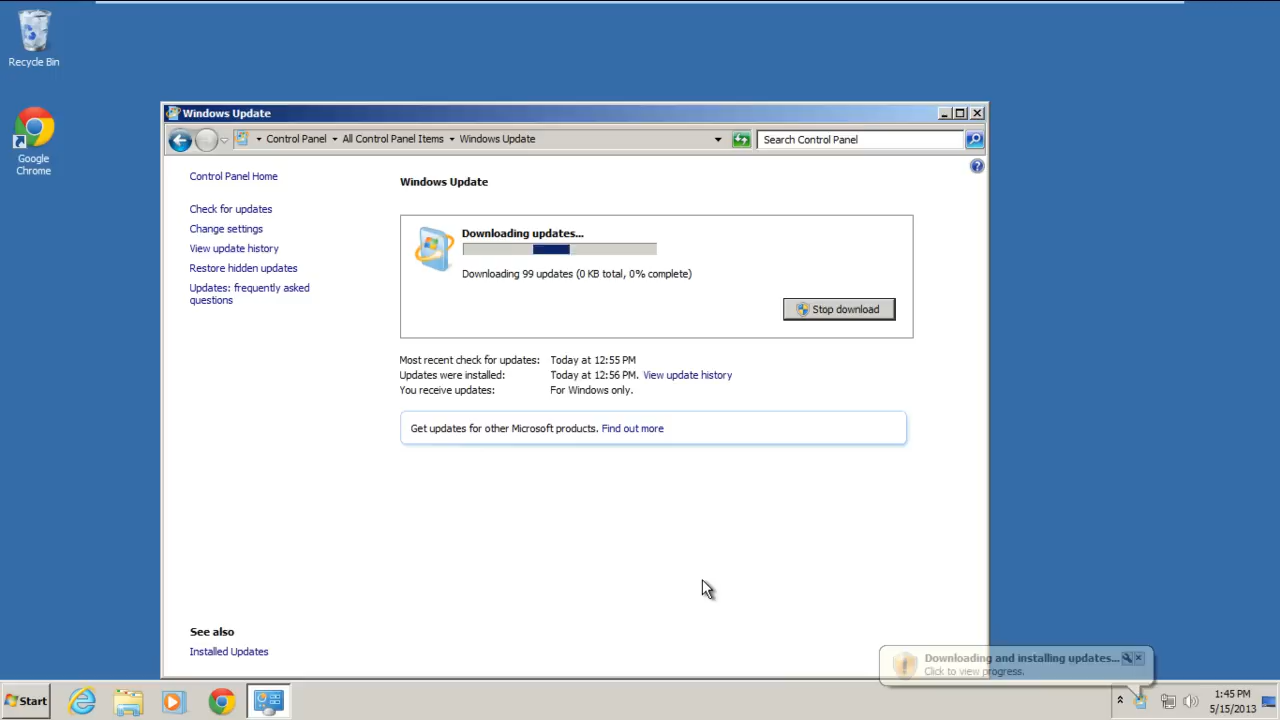 Recycle Bin
Google
Chrome
Windows Update
Control Panel
All Control Panel Items
Windows Update
Search Control Panel
Control Panel Home
Check for updates
Change settings
View update history
Restore hidden updates
Updates: frequently asked
questions
Windows Update
Downloading updates...
Downloading 99 updates (0 KB total, 0% complete)
Stop download
Most recent check for updates: Today at 12:55 PM
Updates were installed: Today at 12:56 PM. View update history
You receive updates: For Windows only.
Get updates for other Microsoft products. Find out more
See also
Installed Updates
Downloading and installing updates...
Click to view progress.
Start
1:45 PM
5/15/2013